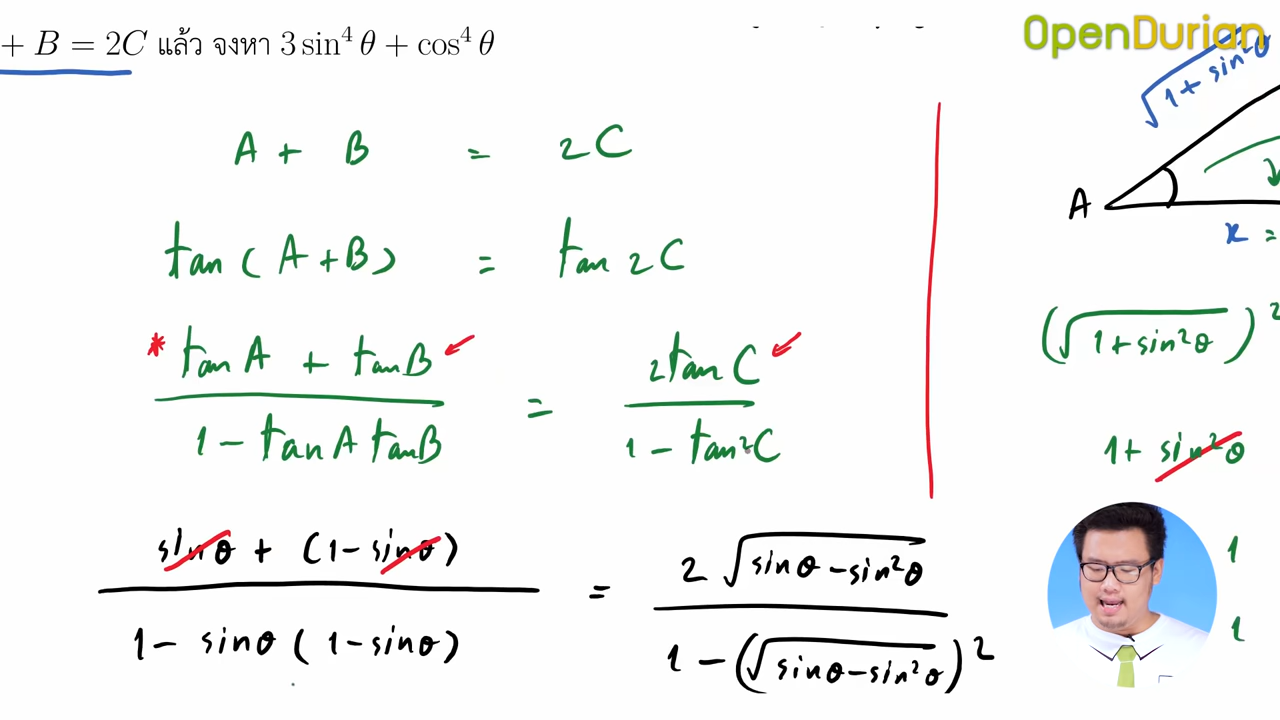 + B = 2C แล้ว จงหา 3 sin⁴ θ + cos⁴ θ
OpenDurian
A + B = 2C
tan(A+B) = tan 2C
* tan A + tan B / 1 - tan A tan B = 2 tan C / 1 - tan² C
sin θ + (1 - sin θ) / 1 - sin θ (1 - sin θ) = 2 √(sin θ - sin² θ) / 1 - (√(sin θ - sin² θ))²
√(1 + sin² θ)
A
x =
(√(1 + sin² θ))²
1 + sin² θ
1
1